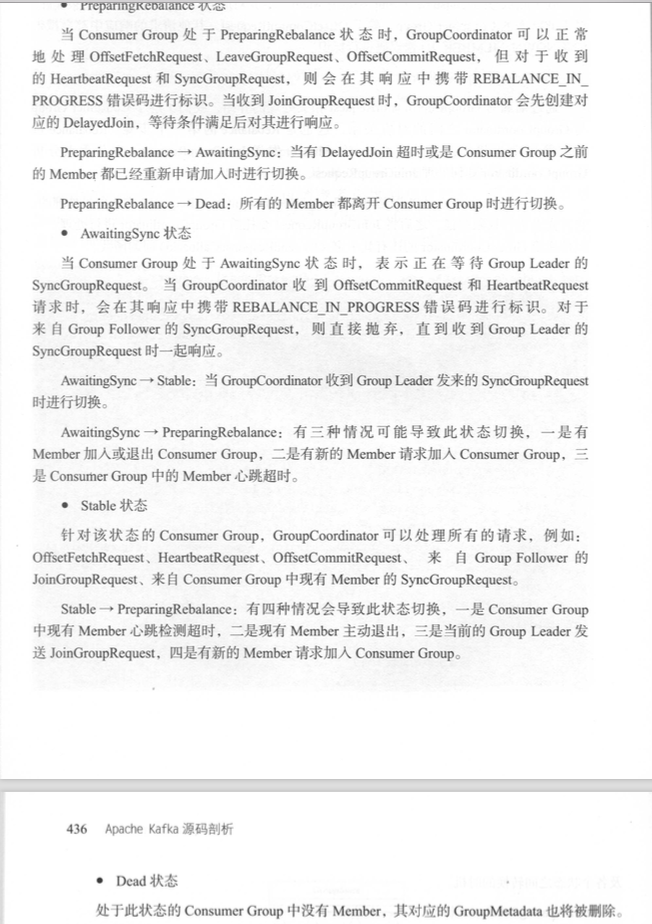 • PreparingRebalance 状态
当 Consumer Group 处于 PreparingRebalance 状态时，GroupCoordinator 可以正常
地处理 OffsetFetchRequest、LeaveGroupRequest、OffsetCommitRequest，但对于收到
的 HeartbeatRequest 和 SyncGroupRequest，则会在其响应中携带 REBALANCE_IN_
PROGRESS 错误码进行标识。当收到 JoinGroupRequest 时，GroupCoordinator 会先创建对
应的 DelayedJoin，等待条件满足后对其进行响应。
PreparingRebalance → AwaitingSync：当有 DelayedJoin 超时或是 Consumer Group 之前
的 Member 都已经重新申请加入时进行切换。
PreparingRebalance → Dead：所有的 Member 都离开 Consumer Group 时进行切换。
• AwaitingSync 状态
当 Consumer Group 处于 AwaitingSync 状态时，表示正在等待 Group Leader 的
SyncGroupRequest。当 GroupCoordinator 收到 OffsetCommitRequest 和 HeartbeatRequest
请求时，会在其响应中携带 REBALANCE_IN_PROGRESS 错误码进行标识。对于
来自 Group Follower 的 SyncGroupRequest，则直接抛弃，直到收到 Group Leader 的
SyncGroupRequest 时一起响应。
AwaitingSync → Stable：当 GroupCoordinator 收到 Group Leader 发来的 SyncGroupRequest
时进行切换。
AwaitingSync → PreparingRebalance：有三种情况可能导致此状态切换，一是有
Member 加入或退出 Consumer Group，二是有新的 Member 请求加入 Consumer Group，三
是 Consumer Group 中的 Member 心跳超时。
• Stable 状态
针对该状态的 Consumer Group，GroupCoordinator 可以处理所有的请求，例如：
OffsetFetchRequest、HeartbeatRequest、OffsetCommitRequest、来自 Group Follower 的
JoinGroupRequest、来自 Consumer Group 中现有 Member 的 SyncGroupRequest。
Stable → PreparingRebalance：有四种情况会导致此状态切换，一是 Consumer Group
中现有 Member 心跳检测超时，二是现有 Member 主动退出，三是当前的 Group Leader 发
送 JoinGroupRequest，四是有新的 Member 请求加入 Consumer Group。
436 Apache Kafka 源码剖析
• Dead 状态
处于此状态的 Consumer Group 中没有 Member，其对应的 GroupMetadata 也将被删除。